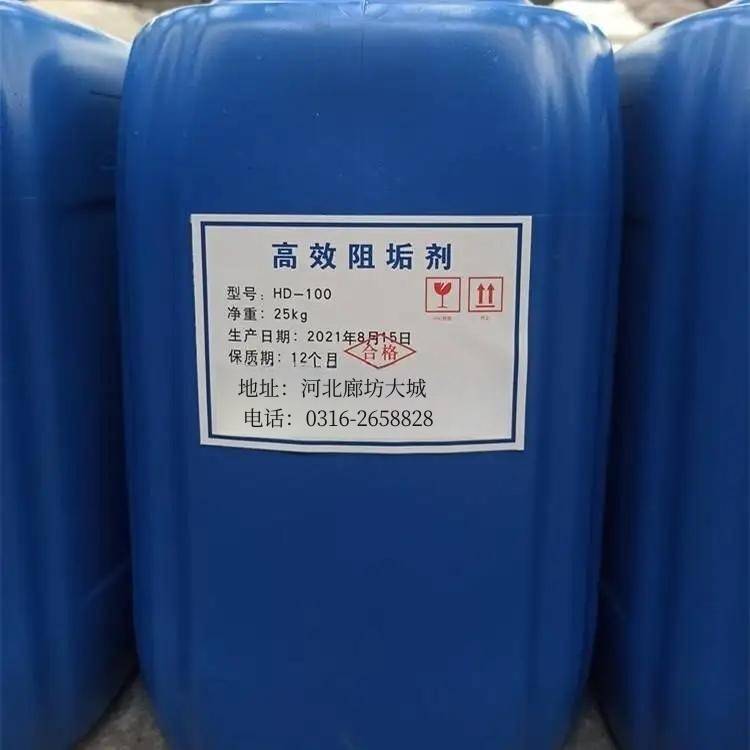 高效阻垢剂
型号：HD-100
净重：25kg
生产日期：2021年8月15日
保质期：12个月
合格
地址：河北廊坊大城
电话：0316-2658828